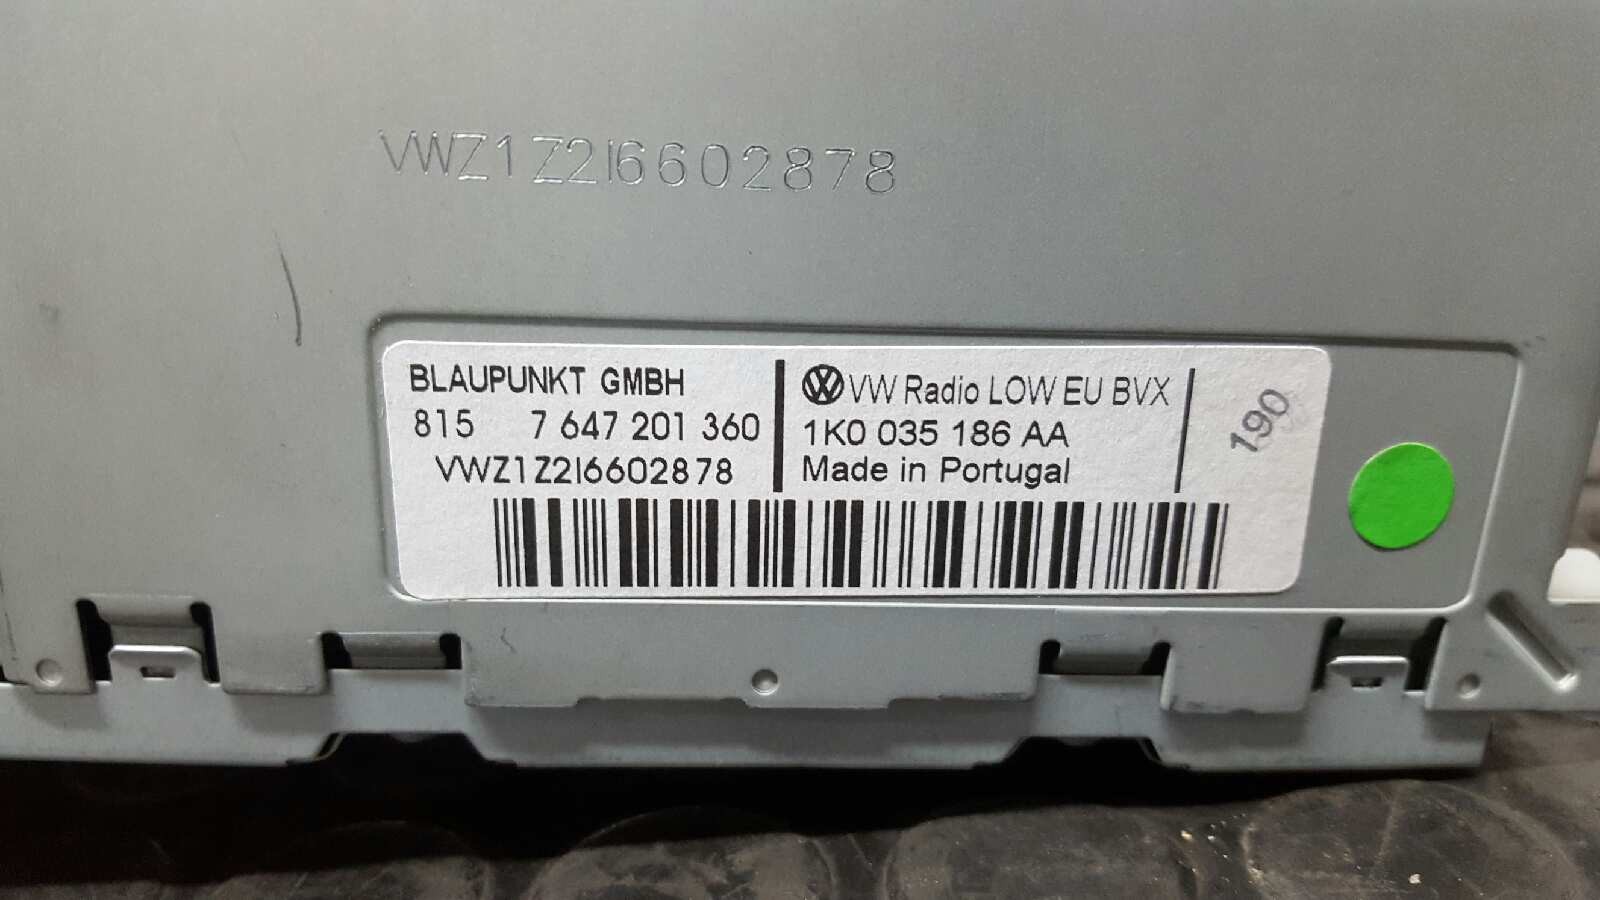 VWZ1Z2I6602878
BLAUPUNKT GMBH
815 7 647 201 360
VWZ1Z2I6602878
VW Radio LOW EU BVX
1K0 035 186 AA
Made in Portugal
190